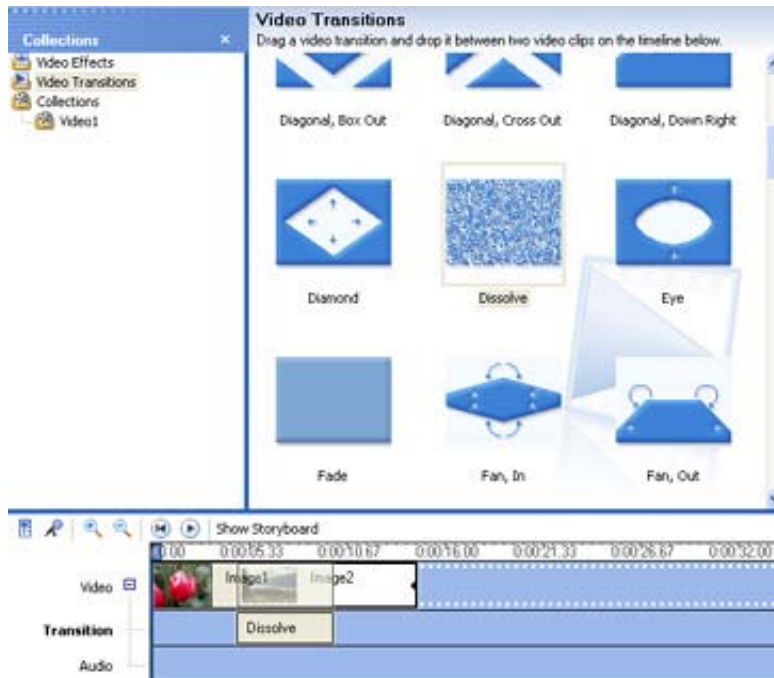 Collections ×
Video Effects
Video Transitions
Collections
Video1
Video Transitions
Drag a video transition and drop it between two video clips on the timeline below.
Diagonal, Box Out
Diagonal, Cross Out
Diagonal, Down Right
Diamond
Dissolve
Eye
Fade
Fan, In
Fan, Out
Show Storyboard
0:00:05.33 0:00:10.67 0:00:16.00 0:00:21.33 0:00:26.67 0:00:32.00
Video
Image1
Image2
Transition
Dissolve
Audio